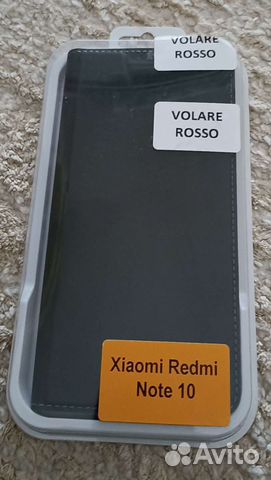 VOLARE
ROSSO
VOLARE
ROSSO
Xiaomi Redmi
Note 10
Avito